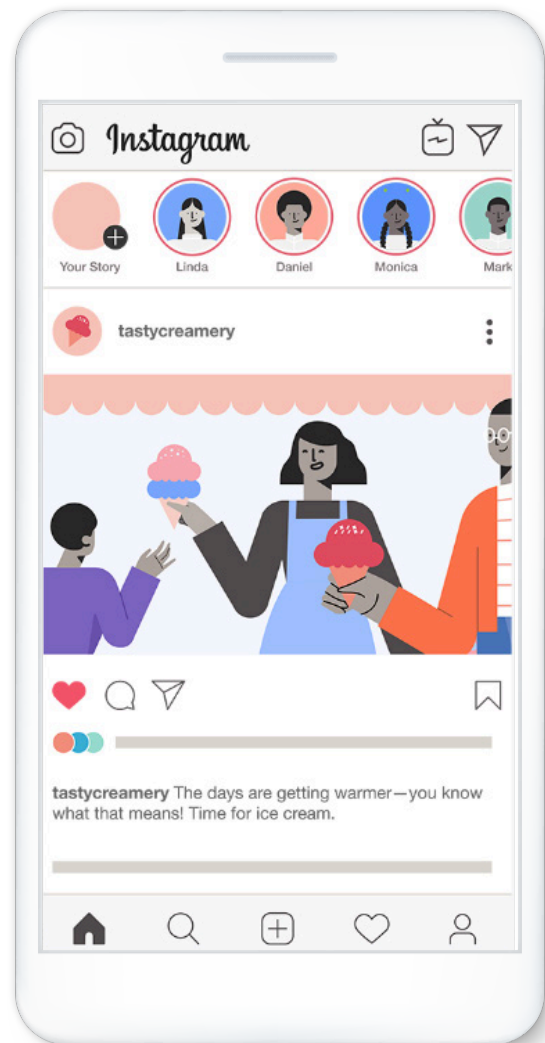 Instagram
Your Story
Linda
Daniel
Monica
Mark
tastycreamery
tastycreamery The days are getting warmer—you know
what that means! Time for ice cream.